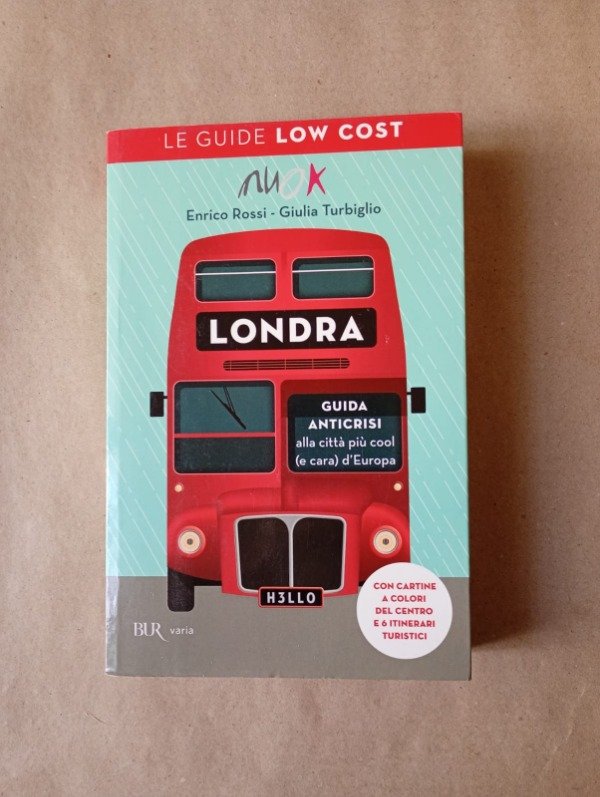 LE GUIDE LOW COST
nuok
Enrico Rossi - Giulia Turbiglio
LONDRA
GUIDA
ANTICRISI
alla città più cool
(e cara) d'Europa
H3LLO
CON CARTINE
A COLORI
DEL CENTRO
E 6 ITINERARI
TURISTICI
BUR varia